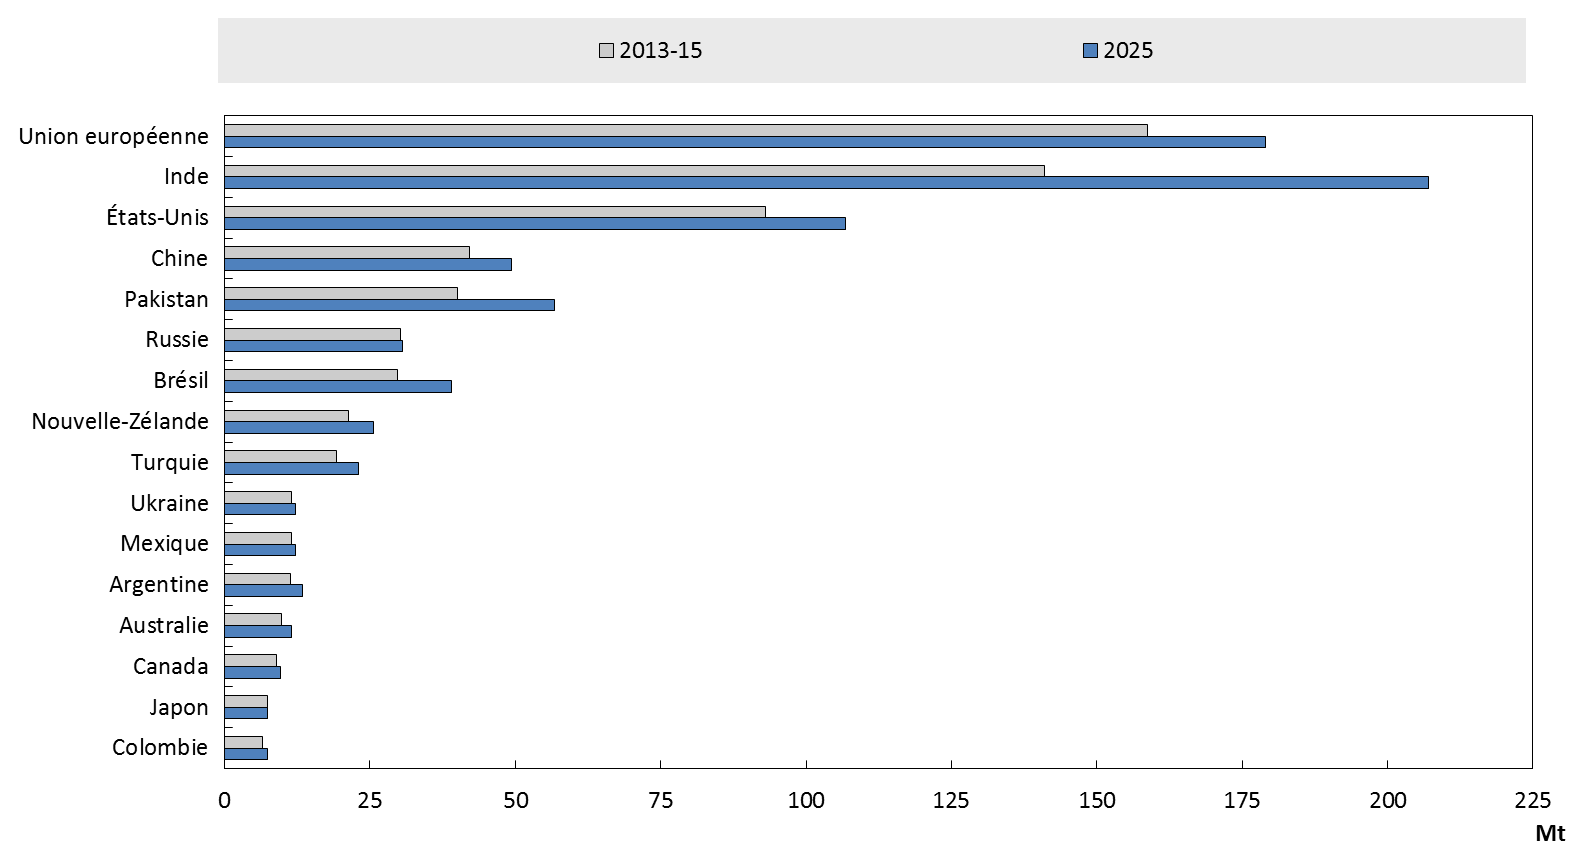 2013-15 2025
Union européenne
Inde
États-Unis
Chine
Pakistan
Russie
Brésil
Nouvelle-Zélande
Turquie
Ukraine
Mexique
Argentine
Australie
Canada
Japon
Colombie
0 25 50 75 100 125 150 175 200 225
Mt